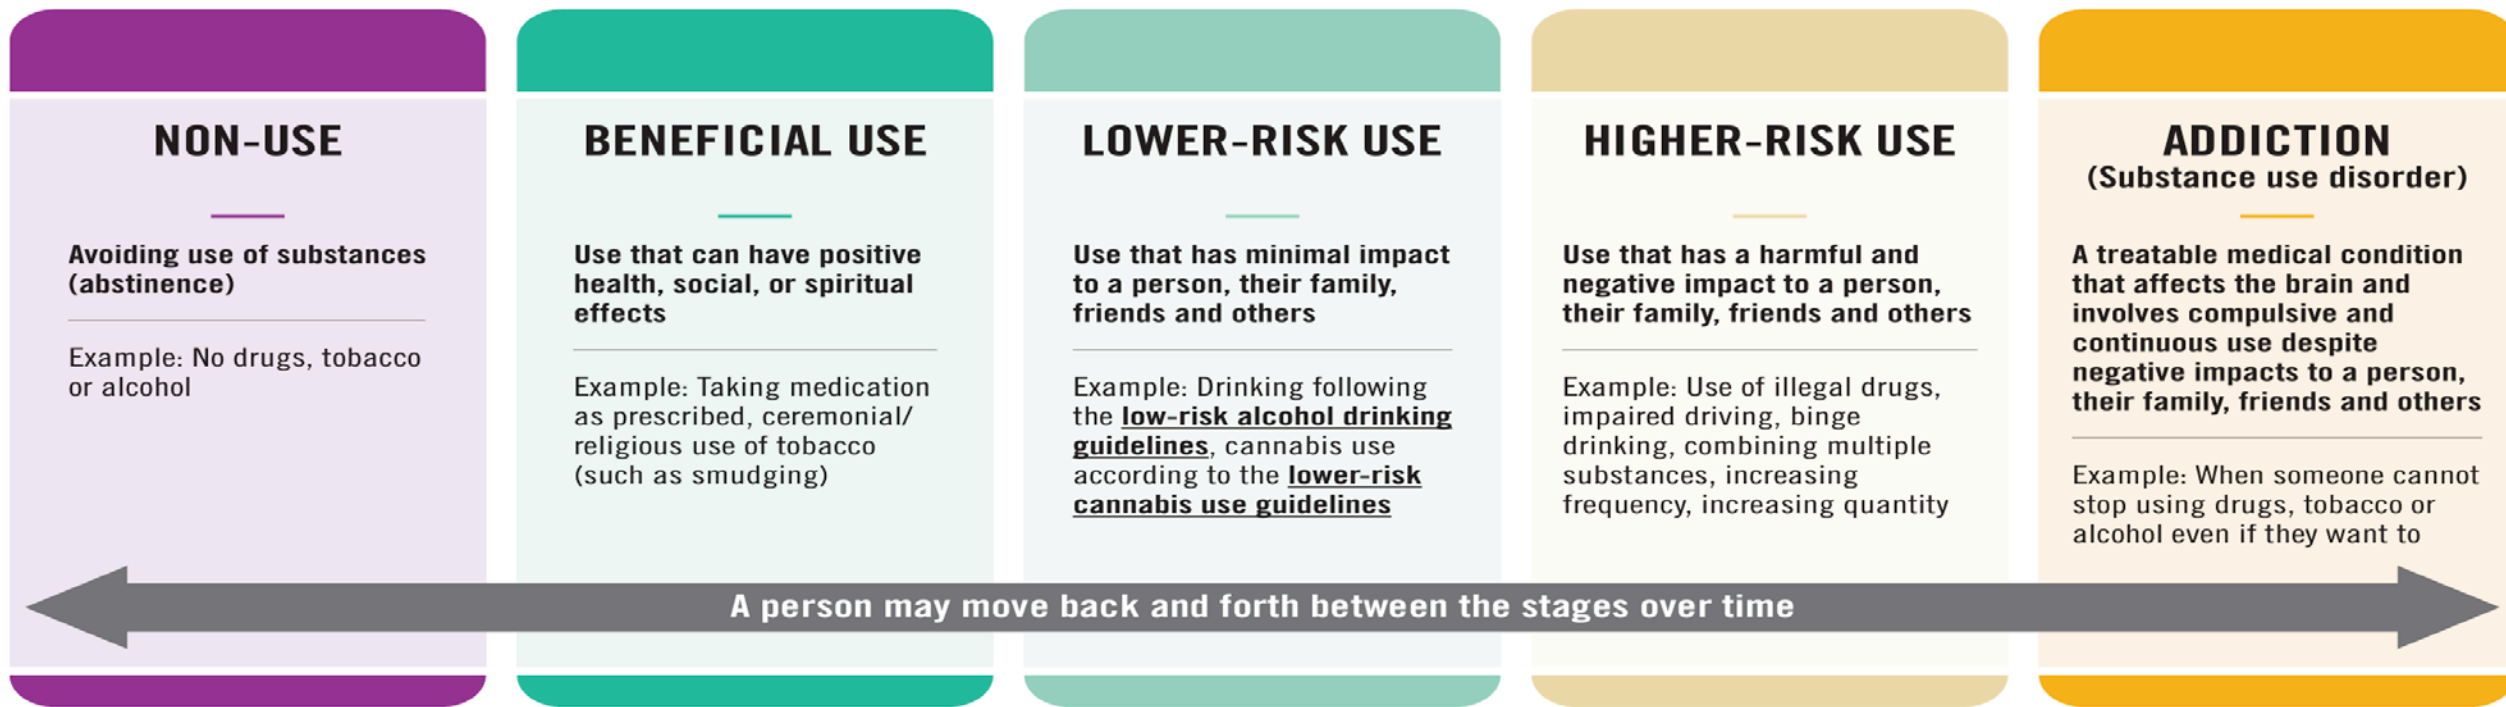 NON-USE
Avoiding use of substances
(abstinence)
Example: No drugs, tobacco
or alcohol
BENEFICIAL USE
Use that can have positive
health, social, or spiritual
effects
Example: Taking medication
as prescribed, ceremonial/
religious use of tobacco
(such as smudging)
LOWER-RISK USE
Use that has minimal impact
to a person, their family,
friends and others
Example: Drinking following
the low-risk alcohol drinking
guidelines, cannabis use
according to the lower-risk
cannabis use guidelines
HIGHER-RISK USE
Use that has a harmful and
negative impact to a person,
their family, friends and others
Example: Use of illegal drugs,
impaired driving, binge
drinking, combining multiple
substances, increasing
frequency, increasing quantity
ADDICTION
(Substance use disorder)
A treatable medical condition
that affects the brain and
involves compulsive and
continuous use despite
negative impacts to a person,
their family, friends and others
Example: When someone cannot
stop using drugs, tobacco or
alcohol even if they want to
A person may move back and forth between the stages over time